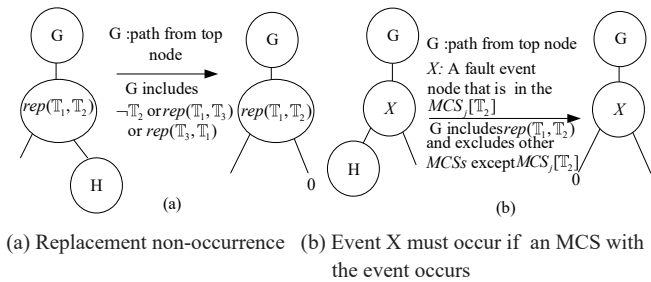 G
G :path from top
node
G includes
¬𝕋₂ or rep(𝕋₁,𝕋₃)
or rep(𝕋₃,𝕋₁)
rep(𝕋₁,𝕋₂)
H
G
rep(𝕋₁,𝕋₂)
0
(a)
G
G :path from top node
X: A fault event
node that is in the
MCSⱼ[𝕋₂]
G includes rep(𝕋₁,𝕋₂)
and excludes other
MCSs except MCSⱼ[𝕋₂]
X
H
G
X
0
(b)
(a) Replacement non-occurrence
(b) Event X must occur if an MCS with
the event occurs